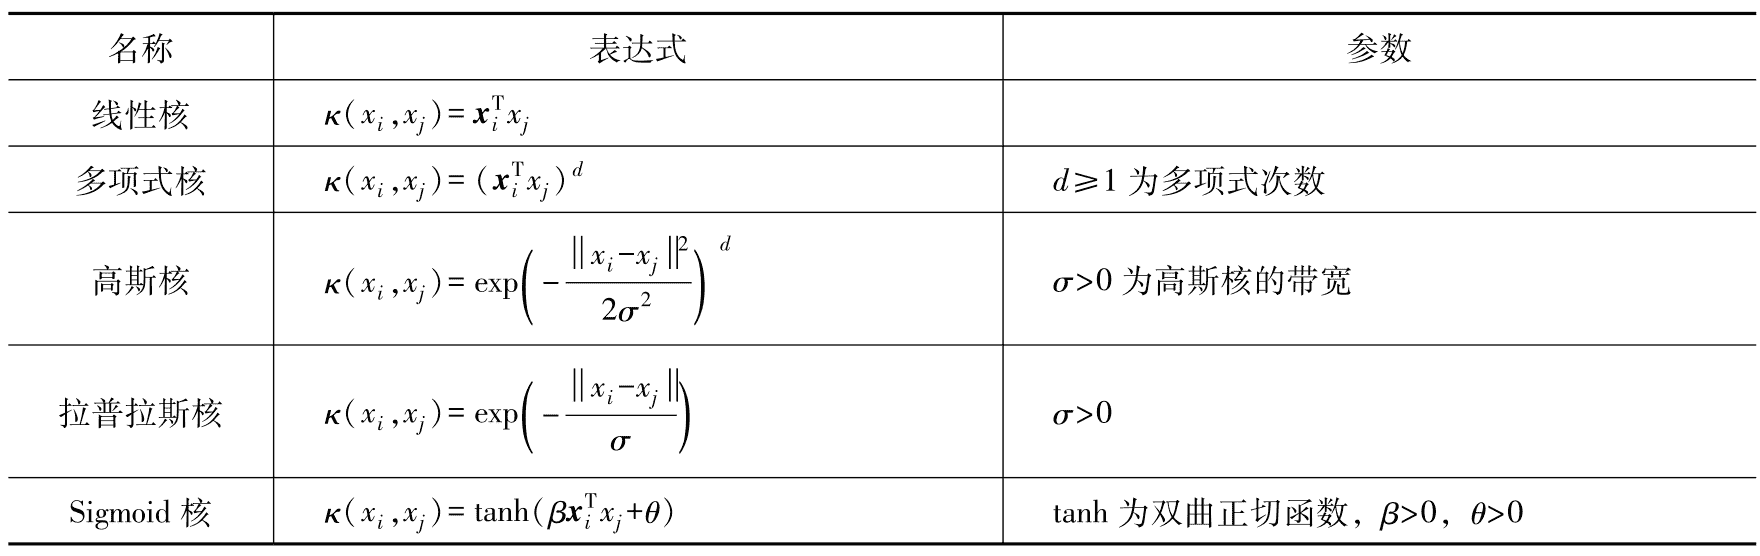 名称 表达式 参数
线性核 κ(x_i,x_j)=x_i^T x_j
多项式核 κ(x_i,x_j)=(x_i^T x_j)^d d≥1 为多项式次数
高斯核 κ(x_i,x_j)=exp(-‖x_i-x_j‖^2/2σ^2)^d σ>0 为高斯核的带宽
拉普拉斯核 κ(x_i,x_j)=exp(-‖x_i-x_j‖/σ) σ>0
Sigmoid 核 κ(x_i,x_j)=tanh(βx_i^T x_j+θ) tanh 为双曲正切函数, β>0, θ>0